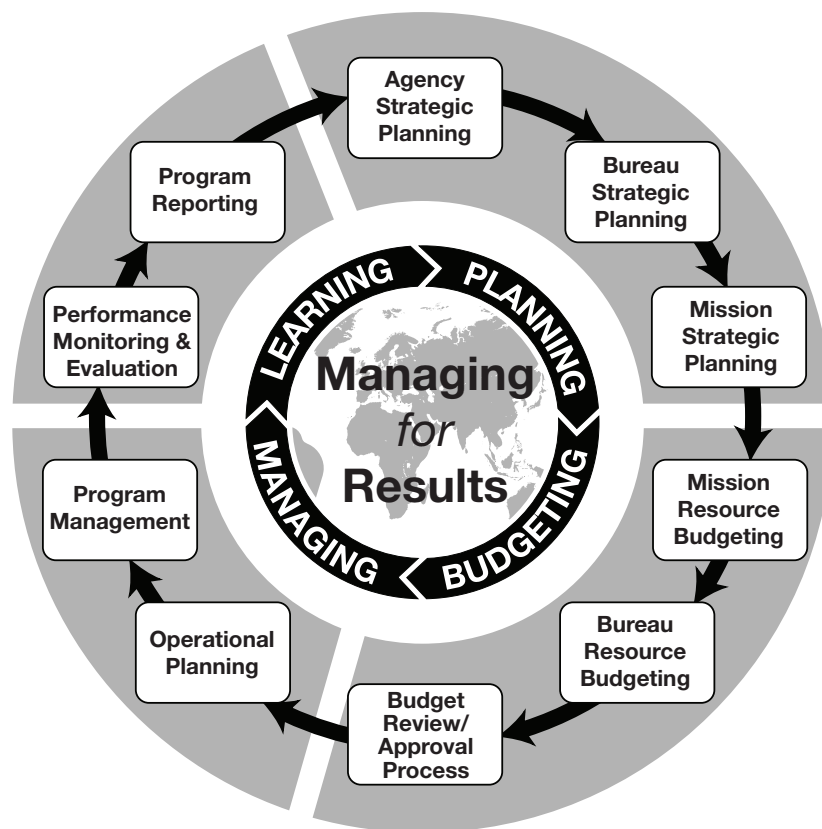 Agency
Strategic
Planning
Bureau
Strategic
Planning
Mission
Strategic
Planning
Mission
Resource
Budgeting
Bureau
Resource
Budgeting
Budget
Review/
Approval
Process
Operational
Planning
Program
Management
Performance
Monitoring &
Evaluation
Program
Reporting
LEARNING
PLANNING
BUDGETING
MANAGING
Managing
for
Results